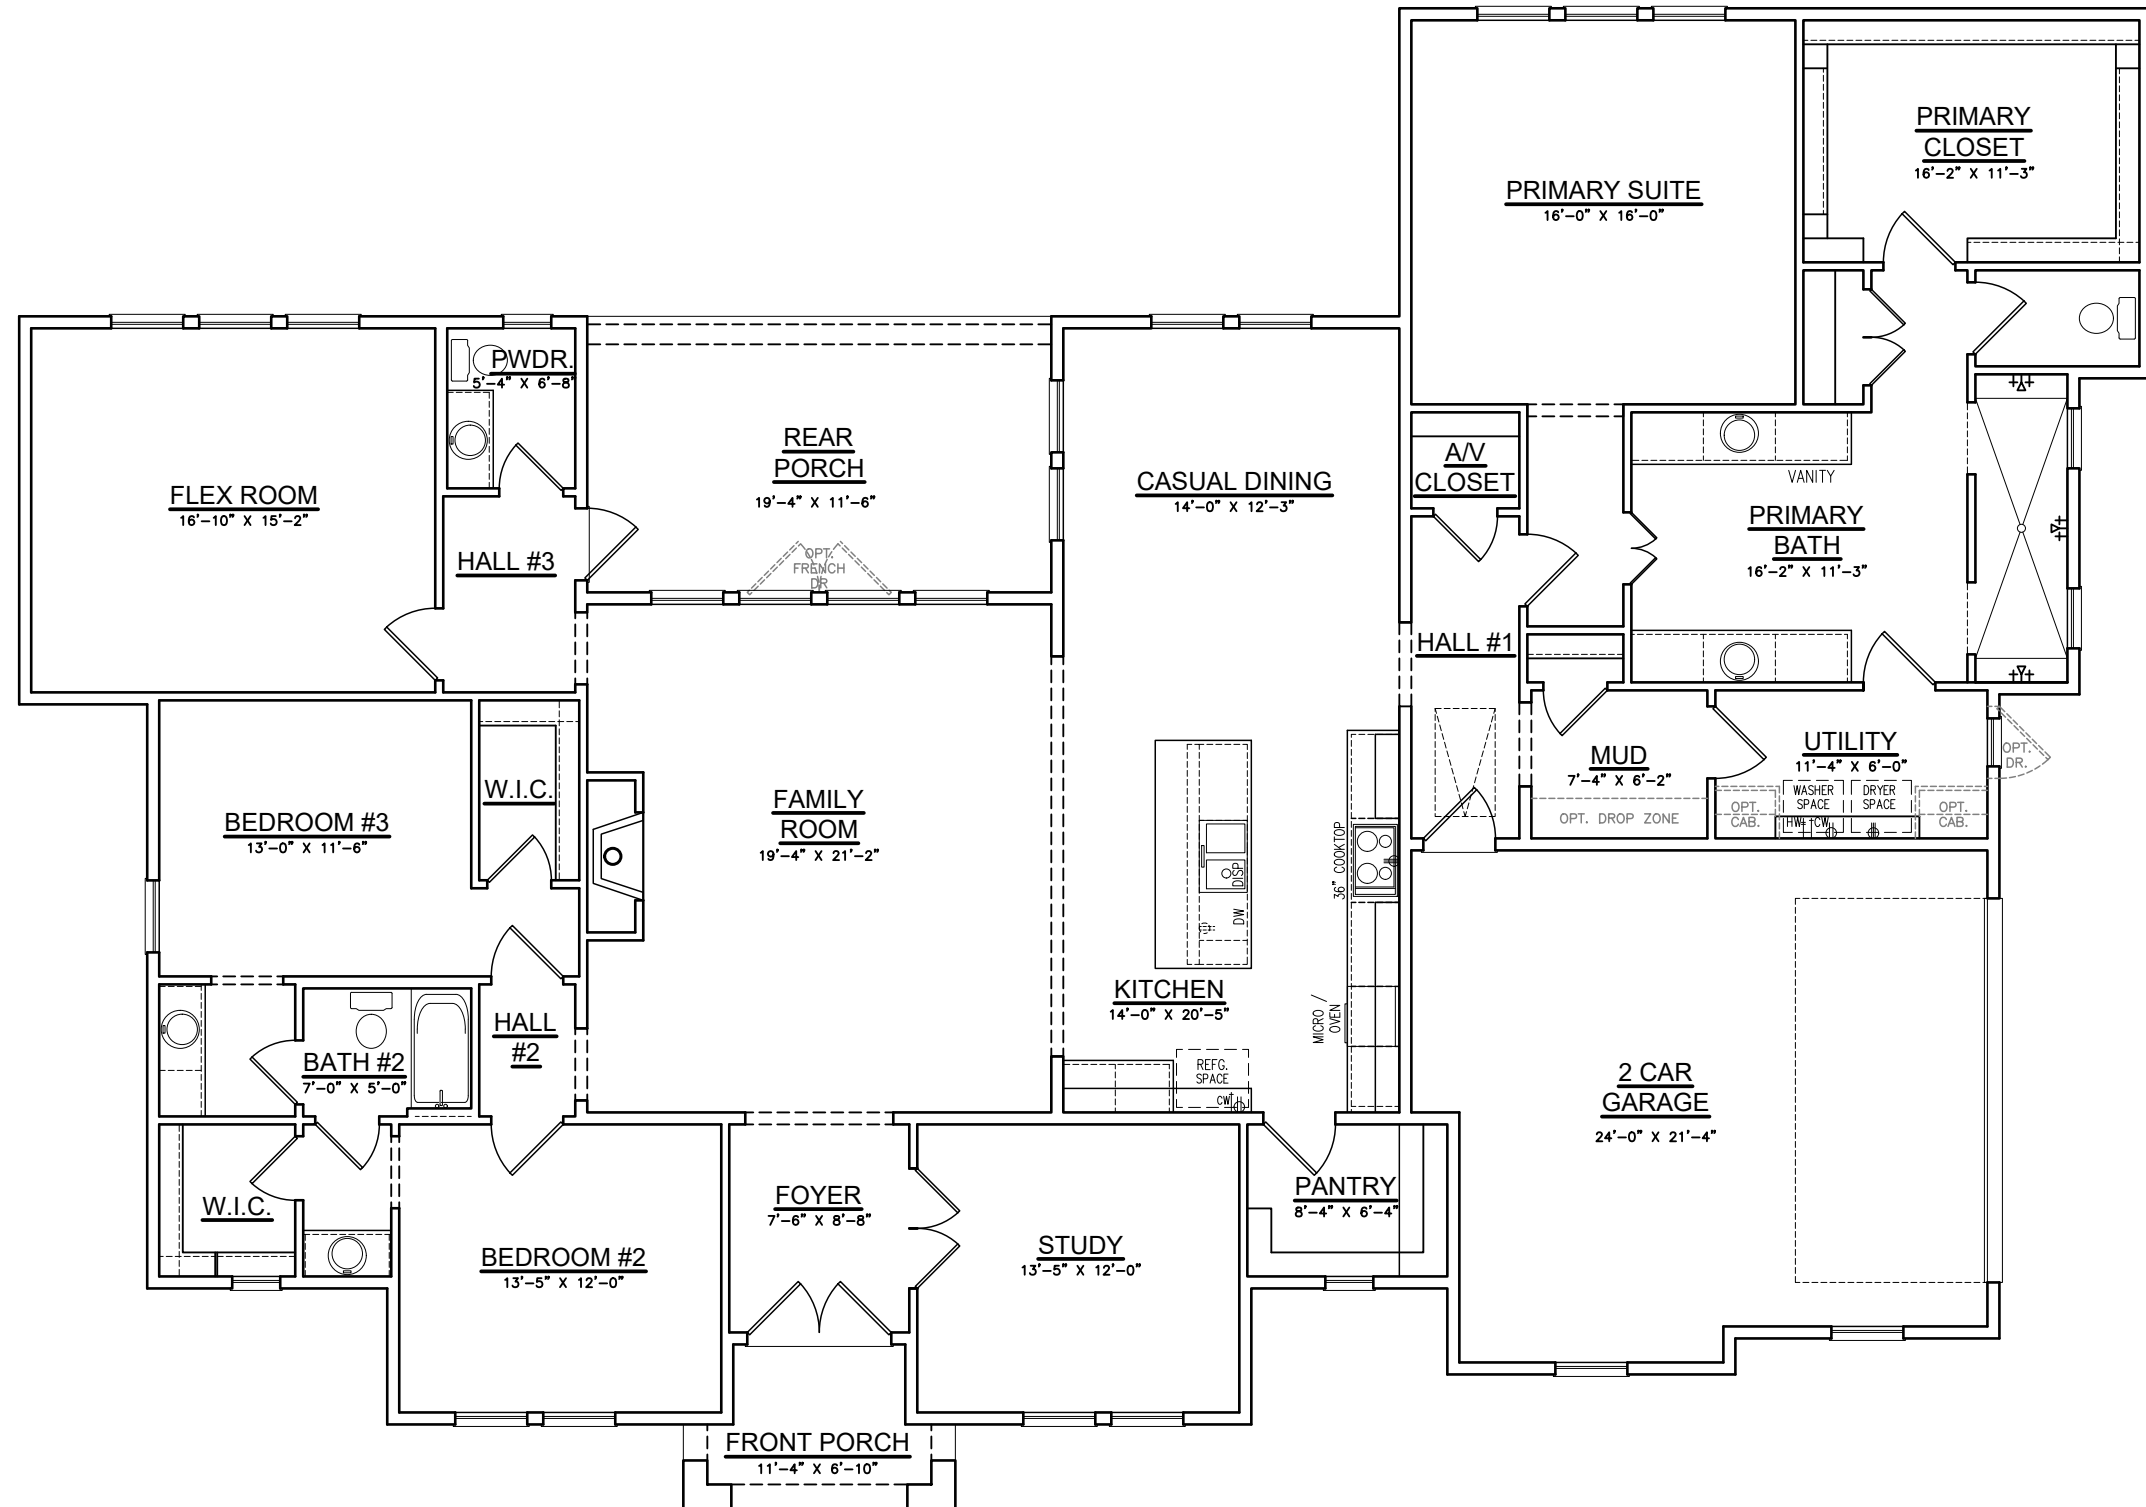 PRIMARY
CLOSET
16'-2" X 11'-3"
PRIMARY SUITE
16'-0" X 16'-0"
PWDR.
5'-4" X 6'-8"
REAR
PORCH
19'-4" X 11'-6"
FLEX ROOM
16'-10" X 15'-2"
CASUAL DINING
14'-0" X 12'-3"
A/V
CLOSET
VANITY
PRIMARY
BATH
16'-2" X 11'-3"
HALL #3
OPT.
FRENCH
DR
HALL #1
MUD
7'-4" X 6'-2"
OPT. DROP ZONE
UTILITY
11'-4" X 6'-0"
WASHER
SPACE
DRYER
SPACE
OPT.
CAB.
HW
CW
OPT.
CAB.
OPT.
DR.
W.I.C.
BEDROOM #3
13'-0" X 11'-6"
FAMILY
ROOM
19'-4" X 21'-2"
36" COOKTOP
DISP
DW
KITCHEN
14'-0" X 20'-5"
MICRO /
OVEN
REFG.
SPACE
CW
HALL
#2
BATH #2
7'-0" X 5'-0"
2 CAR
GARAGE
24'-0" X 21'-4"
W.I.C.
FOYER
7'-6" X 8'-8"
PANTRY
8'-4" X 6'-4"
BEDROOM #2
13'-5" X 12'-0"
STUDY
13'-5" X 12'-0"
FRONT PORCH
11'-4" X 6'-10"